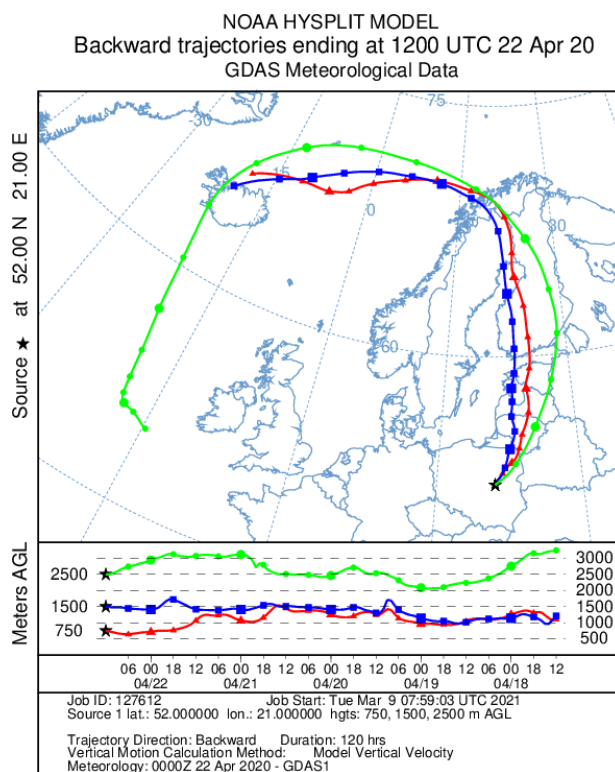 NOAA HYSPLIT MODEL
Backward trajectories ending at 1200 UTC 22 Apr 20
GDAS Meteorological Data
Source ★ at 52.00 N 21.00 E
75
30
15
0
30
60
Meters AGL
2500
1500
750
3000
2500
2000
1500
1000
500
06 00 18 12 06 00 18 12 06 00 18 12 06 00 18 12 06 00 18 12
04/22 04/21 04/20 04/19 04/18
Job ID: 127612 Job Start: Tue Mar 9 07:59:03 UTC 2021
Source 1 lat.: 52.000000 lon.: 21.000000 hgts: 750, 1500, 2500 m AGL
Trajectory Direction: Backward Duration: 120 hrs
Vertical Motion Calculation Method: Model Vertical Velocity
Meteorology: 0000Z 22 Apr 2020 - GDAS1